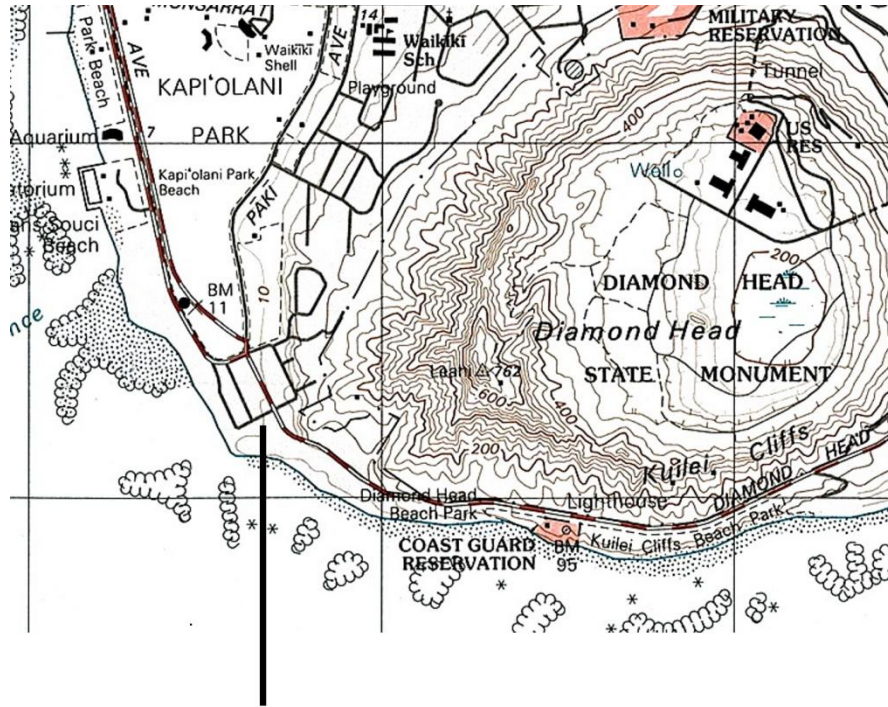 MONSARRAT
AVE
Park
Beach
Waikiki
Shell
AVE
14
Waikiki
Sch
MILITARY
RESERVATION
KAPI'OLANI
Playground
Tunnel
400
Aquarium
7
PARK
US
RES
Well
Kapi'olani Park
Beach
PAKI
Souci
Beach
200
BM
11
10
DIAMOND HEAD
Diamond Head
Leahi 762
STATE MONUMENT
600
400
200
Kuilei Cliffs
DIAMOND HEAD
Diamond Head
Beach Park
Lighthouse
Kuilei Cliffs Beach Park
COAST GUARD
RESERVATION
BM
95